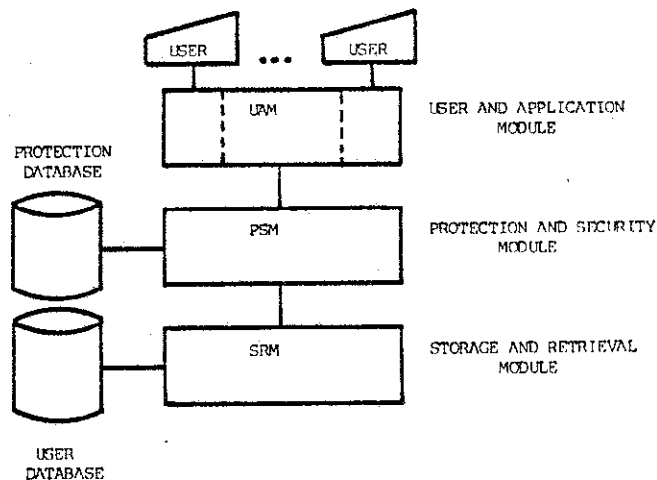 USER
...
USER
UAM
USER AND APPLICATION
MODULE
PROTECTION
DATABASE
PSM
PROTECTION AND SECURITY
MODULE
SRM
STORAGE AND RETRIEVAL
MODULE
USER
DATABASE